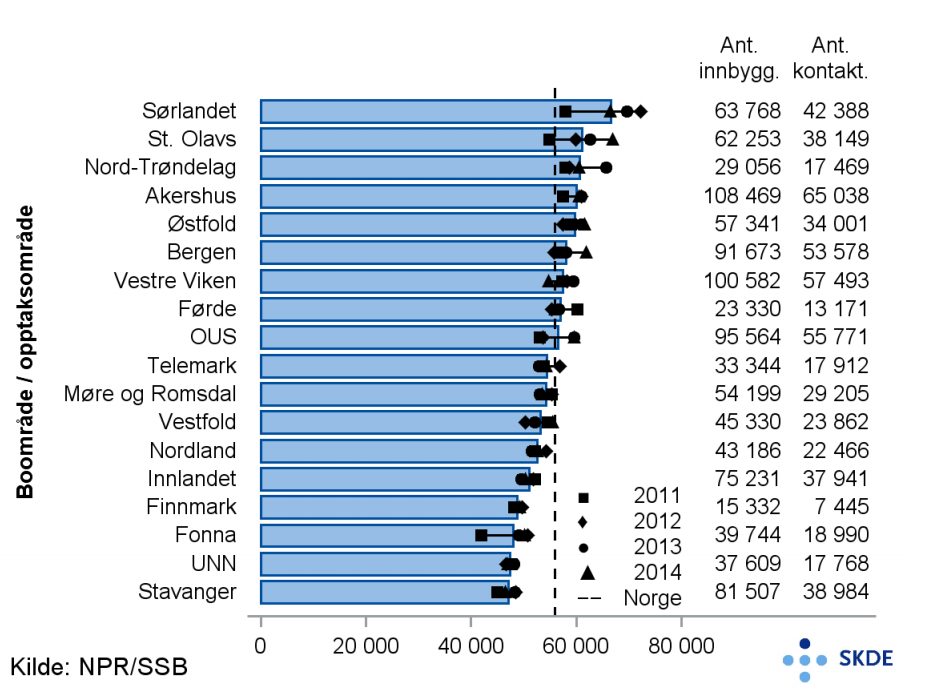 Ant. Ant.
innbygg. kontakt.
Boområde / opptaksområde
Sørlandet 63 768 42 388
St. Olavs 62 253 38 149
Nord-Trøndelag 29 056 17 469
Akershus 108 469 65 038
Østfold 57 341 34 001
Bergen 91 673 53 578
Vestre Viken 100 582 57 493
Førde 23 330 13 171
OUS 95 564 55 771
Telemark 33 344 17 912
Møre og Romsdal 54 199 29 205
Vestfold 45 330 23 862
Nordland 43 186 22 466
Innlandet 75 231 37 941
Finnmark 15 332 7 445
Fonna 39 744 18 990
UNN 37 609 17 768
Stavanger 81 507 38 984
2011
2012
2013
2014
Norge
0 20 000 40 000 60 000 80 000
Kilde: NPR/SSB
SKDE